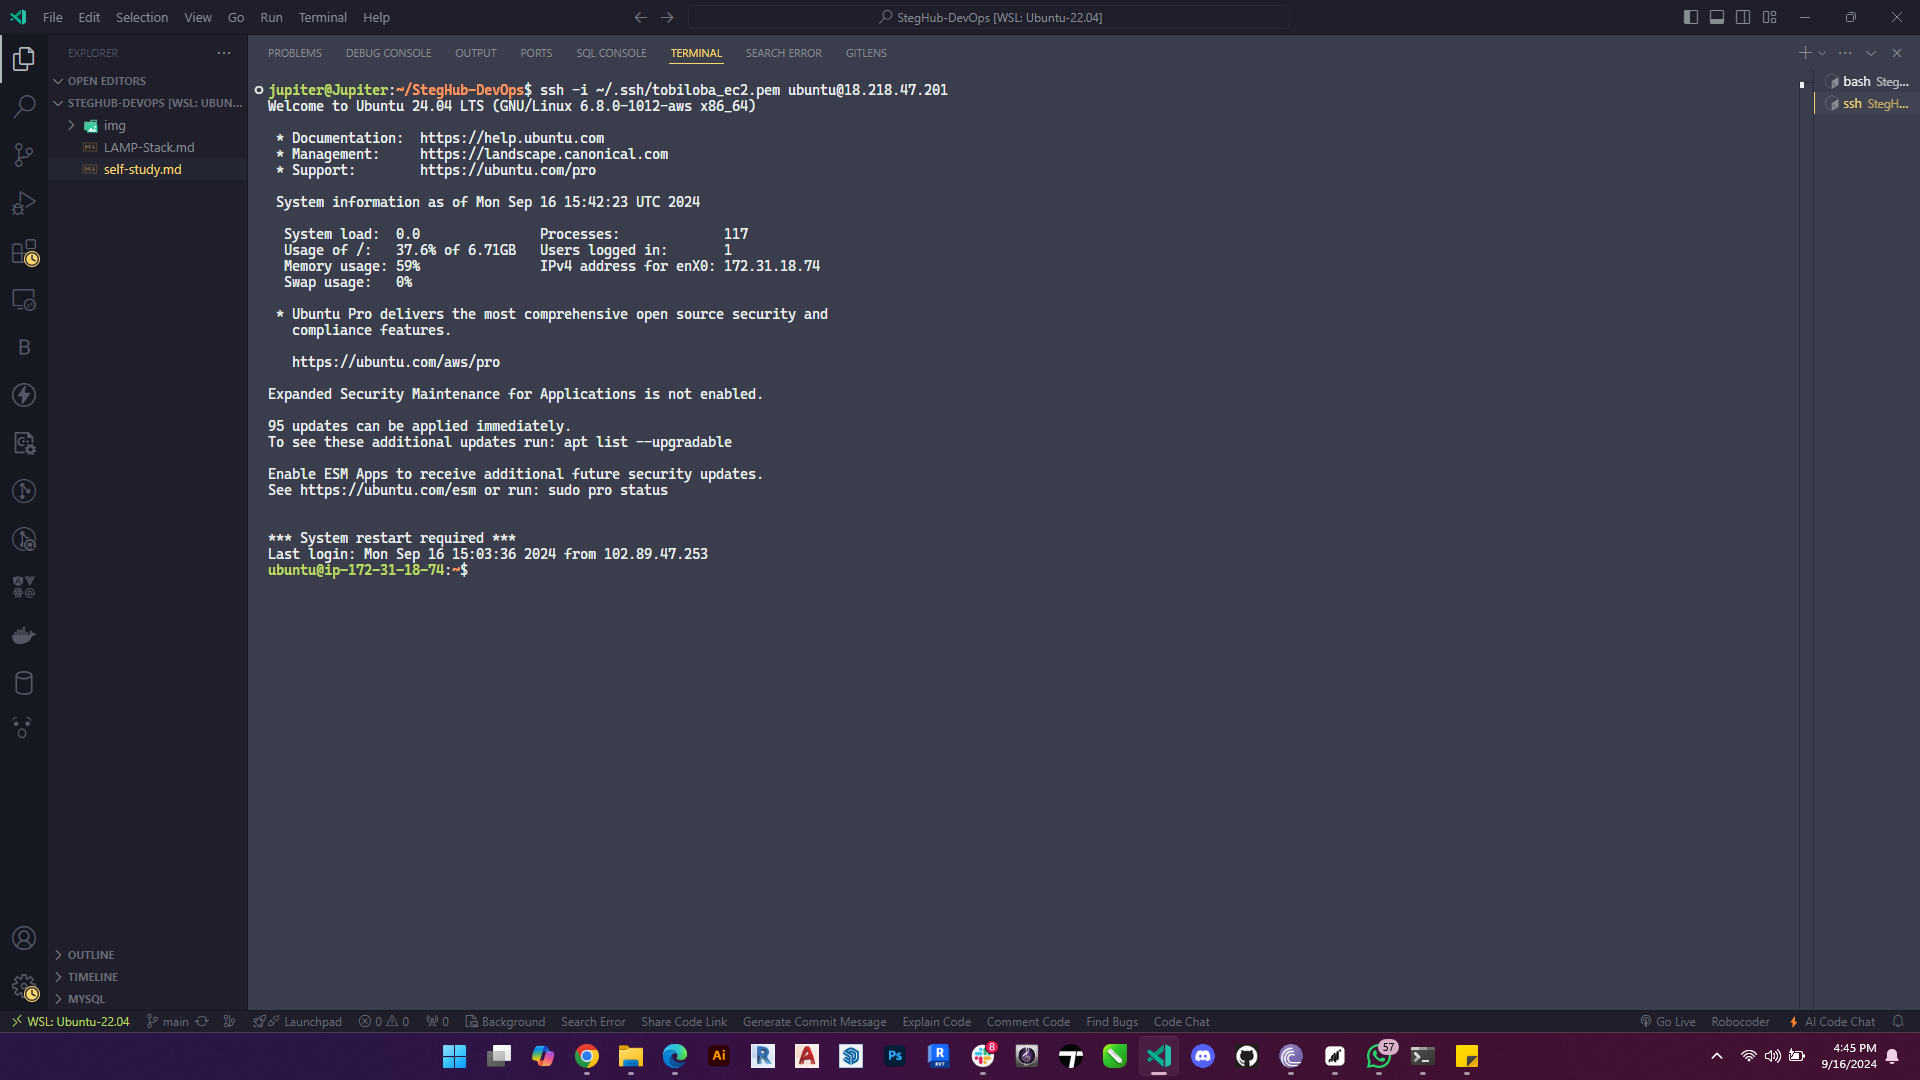 File Edit Selection View Go Run Terminal Help
StegHub-DevOps [WSL: Ubuntu-22.04]
EXPLORER
OPEN EDITORS
STEGHUB-DEVOPS [WSL: UBUN...
img
LAMP-Stack.md
self-study.md
PROBLEMS DEBUG CONSOLE OUTPUT PORTS SQL CONSOLE TERMINAL SEARCH ERROR GITLENS
jupiter@Jupiter:~/StegHub-DevOps$ ssh -i ~/.ssh/tobiloba_ec2.pem ubuntu@18.218.47.201
Welcome to Ubuntu 24.04 LTS (GNU/Linux 6.8.0-1012-aws x86_64)
* Documentation: https://help.ubuntu.com
* Management: https://landscape.canonical.com
* Support: https://ubuntu.com/pro
System information as of Mon Sep 16 15:42:23 UTC 2024
System load: 0.0 Processes: 117
Usage of /: 37.6% of 6.71GB Users logged in: 1
Memory usage: 59% IPv4 address for enX0: 172.31.18.74
Swap usage: 0%
* Ubuntu Pro delivers the most comprehensive open source security and
compliance features.
https://ubuntu.com/aws/pro
Expanded Security Maintenance for Applications is not enabled.
95 updates can be applied immediately.
To see these additional updates run: apt list --upgradable
Enable ESM Apps to receive additional future security updates.
See https://ubuntu.com/esm or run: sudo pro status
*** System restart required ***
Last login: Mon Sep 16 15:03:36 2024 from 102.89.47.253
ubuntu@ip-172-31-18-74:~$
bash Steg...
ssh StegH...
OUTLINE
TIMELINE
MYSQL
WSL: Ubuntu-22.04 main Launchpad 0 0 0 Background Search Error Share Code Link Generate Commit Message Explain Code Comment Code Find Bugs Code Chat Go Live Robocoder AI Code Chat
Ai R A Ps R RVT 8 57
4:45 PM
9/16/2024